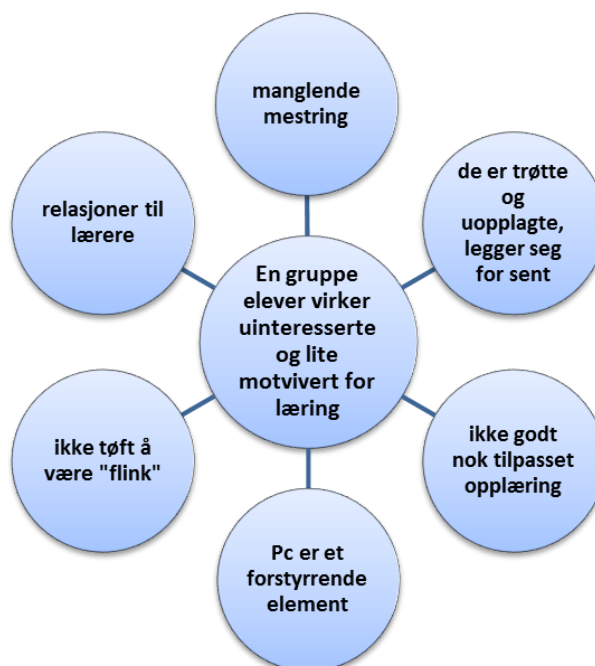 manglende
mestring
de er trøtte
og
uopplagte,
legger seg
for sent
relasjoner til
lærere
En gruppe
elever virker
uinteresserte
og lite
motvivert for
læring
ikke tøft å
være "flink"
ikke godt
nok tilpasset
opplæring
Pc er et
forstyrrende
element